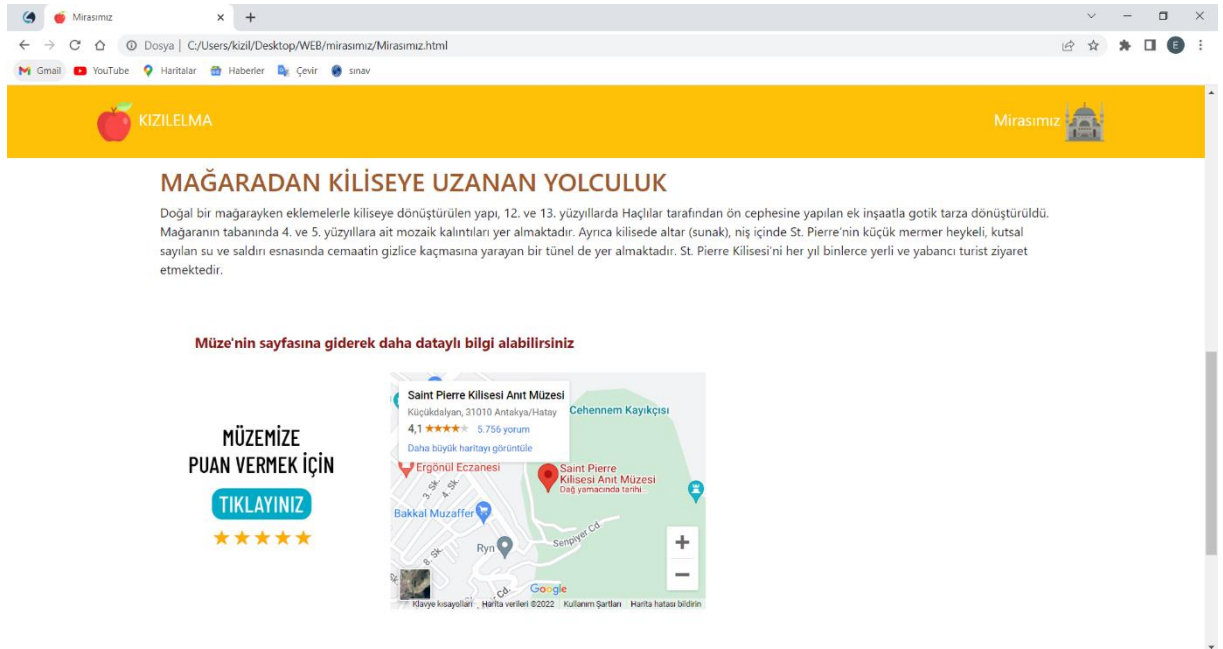 Mirasımız
Dosya | C:/Users/kizil/Desktop/WEB/mirasımız/Mirasımız.html
E
Gmail YouTube Haritalar Haberler Çevir sınav
KIZILELMA
Mirasımız
MAĞARADAN KİLİSEYE UZANAN YOLCULUK
Doğal bir mağarayken eklemelerle kiliseye dönüştürülen yapı, 12. ve 13. yüzyıllarda Haçlılar tarafından ön cephesine yapılan ek inşaatla gotik tarza dönüştürüldü.
Mağaranın tabanında 4. ve 5. yüzyıllara ait mozaik kalıntıları yer almaktadır. Ayrıca kilisede altar (sunak), niş içinde St. Pierre’nin küçük mermer heykeli, kutsal
sayılan su ve saldırı esnasında cemaatin gizlice kaçmasına yarayan bir tünel de yer almaktadır. St. Pierre Kilisesi’ni her yıl binlerce yerli ve yabancı turist ziyaret
etmektedir.
Müze'nin sayfasına giderek daha dataylı bilgi alabilirsiniz
MÜZEMİZE
PUAN VERMEK İÇİN
TIKLAYINIZ
Saint Pierre Kilisesi Anıt Müzesi
Küçükdalyan, 31010 Antakya/Hatay
4,1 ★★★★★ 5.756 yorum
Daha büyük haritayı görüntüle
Cehennem Kayıkçısı
Ergönül Eczanesi
Saint Pierre
Kilisesi Anıt Müzesi
Dağ yamacında tarihi...
3. Sk.
4. Sk.
Bakkal Muzaffer
Senpiyer Cd
Ryn
8. Sk.
Cd.
Google
Klavye kısayolları Harita verileri ©2022 Kullanım Şartları Harita hatası bildirin